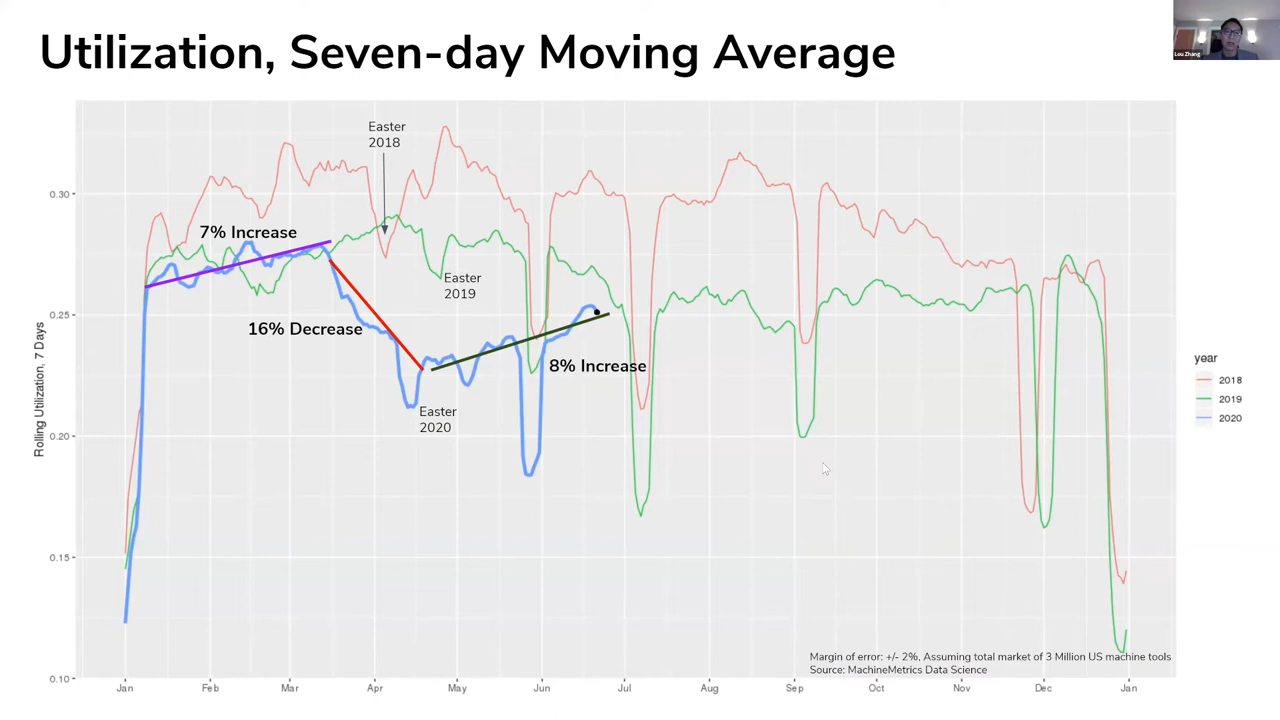 Utilization, Seven-day Moving Average
Lou Zhang
Easter
2018
0.30
7% Increase
Easter
2019
0.25
16% Decrease
Rolling Utilization, 7 Days
8% Increase
year
2018
2019
2020
Easter
2020
0.20
0.15
Margin of error: +/- 2%, Assuming total market of 3 Million US machine tools
Source: MachineMetrics Data Science
0.10
Jan Feb Mar Apr May Jun Jul Aug Sep Oct Nov Dec Jan